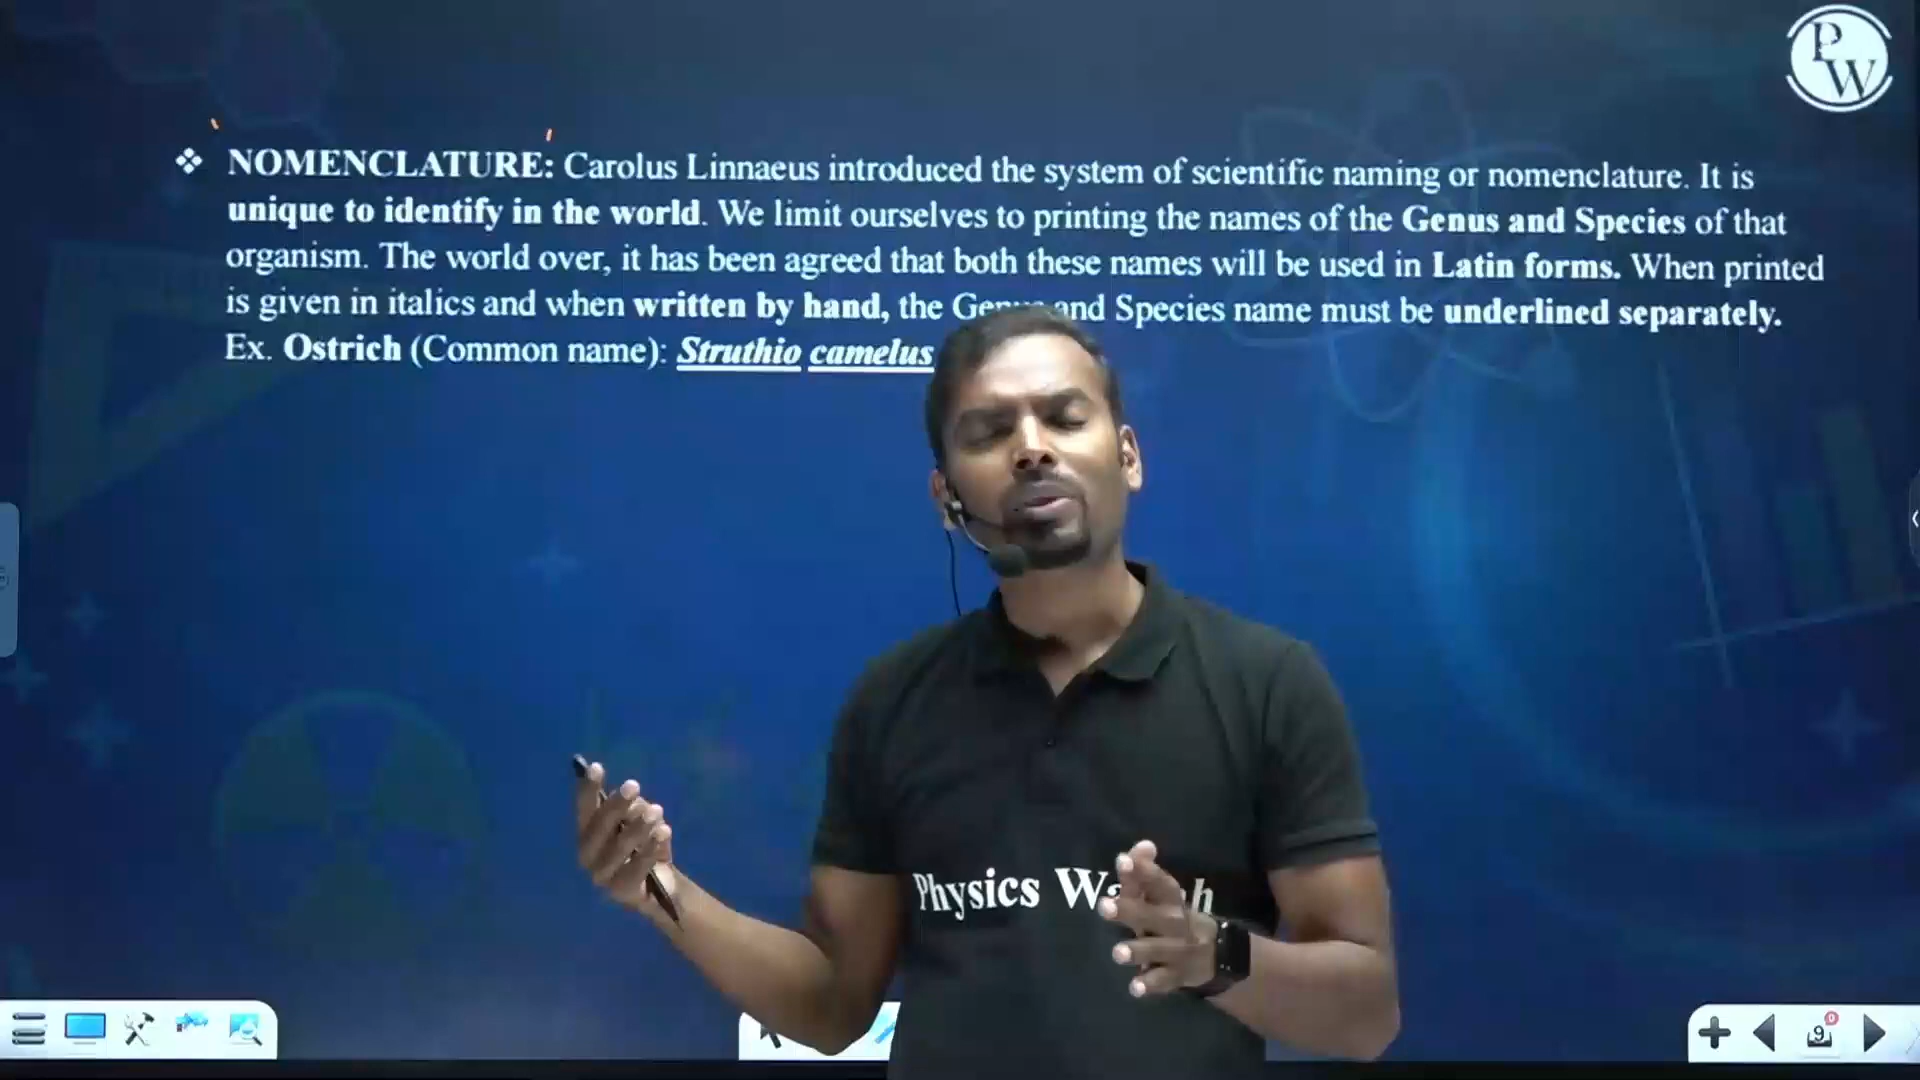 P
W
❖ NOMENCLATURE: Carolus Linnaeus introduced the system of scientific naming or nomenclature. It is
unique to identify in the world. We limit ourselves to printing the names of the Genus and Species of that
organism. The world over, it has been agreed that both these names will be used in Latin forms. When printed
is given in italics and when written by hand, the and Species name must be underlined separately.
Ex. Ostrich (Common name): Struthio camelus
Physics
9
0